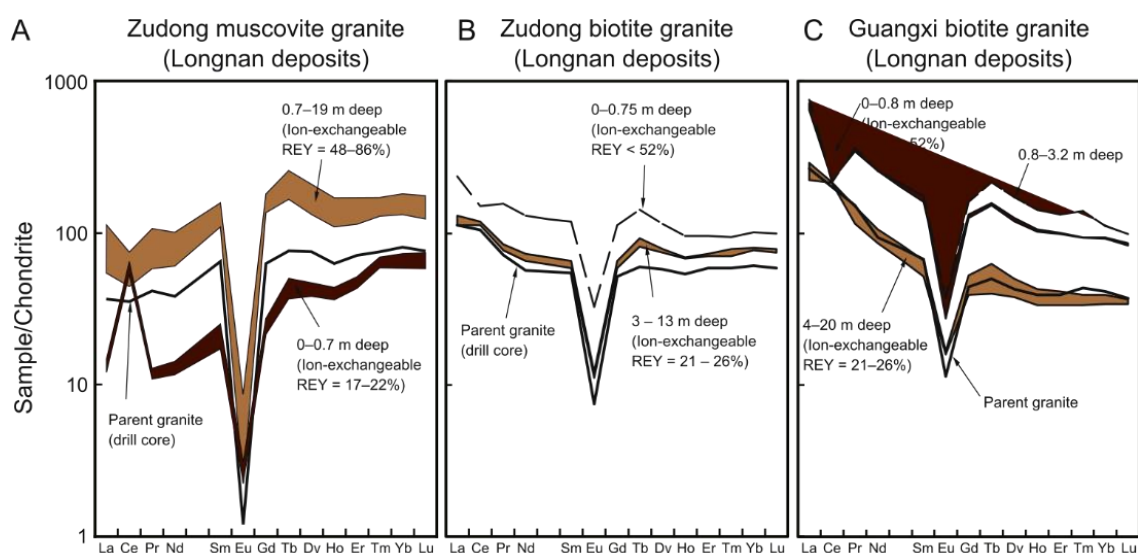 A
Zudong muscovite granite
(Longnan deposits)
B
Zudong biotite granite
(Longnan deposits)
C
Guangxi biotite granite
(Longnan deposits)
Sample/Chondrite
1000
100
10
1
0.7–19 m deep
(Ion-exchangeable
REY = 48–86%)
0–0.7 m deep
(Ion-exchangeable
REY = 17–22%)
Parent granite
(drill core)
La Ce Pr Nd Sm Eu Gd Tb Dy Ho Er Tm Yb Lu
0–0.75 m deep
(Ion-exchangeable
REY < 52%)
Parent granite
(drill core)
3 – 13 m deep
(Ion-exchangeable
REY = 21 – 26%)
La Ce Pr Nd Sm Eu Gd Tb Dy Ho Er Tm Yb Lu
0–0.8 m deep
(Ion-exchangeable
52%)
0.8–3.2 m deep
4–20 m deep
(Ion-exchangeable
REY = 21–26%)
Parent granite
La Ce Pr Nd Sm Eu Gd Tb Dy Ho Er Tm Yb Lu